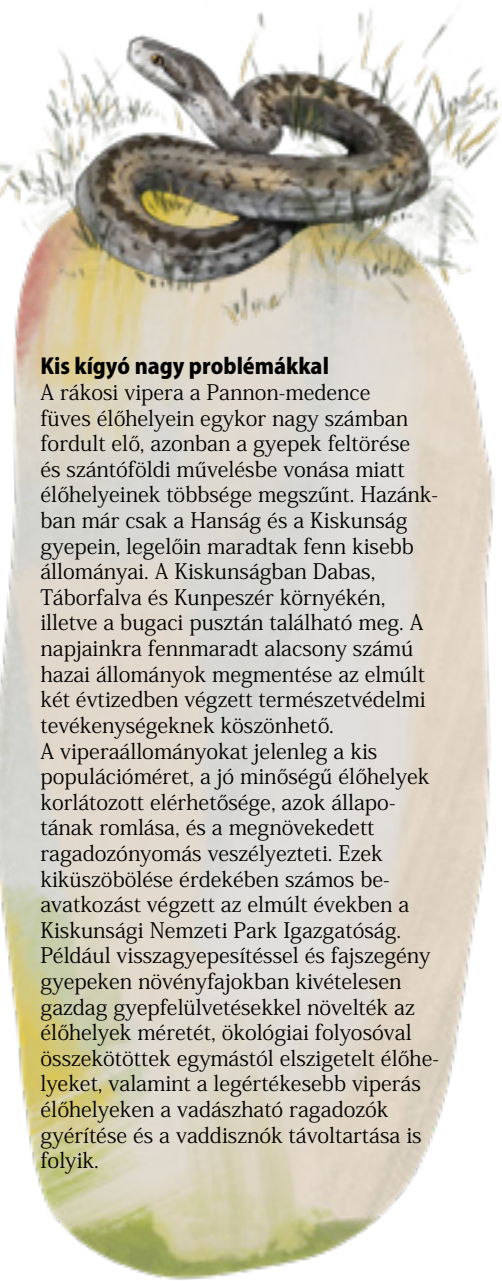 Kis kígyó nagy problémákkal
A rákosi vipera a Pannon-medence
füves élőhelyein egykor nagy számban
fordult elő, azonban a gyepek feltörése
és szántóföldi művelésbe vonása miatt
élőhelyeinek többsége megszűnt. Hazánk-
ban már csak a Hanság és a Kiskunság
gyepein, legelőin maradtak fenn kisebb
állományai. A Kiskunságban Dabas,
Táborfalva és Kunpeszér környékén,
illetve a bugaci pusztán található meg. A
napjainkra fennmaradt alacsony számú
hazai állományok megmentése az elmúlt
két évtizedben végzett természetvédelmi
tevékenységeknek köszönhető.
A viperaállományokat jelenleg a kis
populációméret, a jó minőségű élőhelyek
korlátozott elérhetősége, azok állapo-
tának romlása, és a megnövekedett
ragadozónyomás veszélyezteti. Ezek
kiküszöbölése érdekében számos be-
avatkozást végzett az elmúlt években a
Kiskunsági Nemzeti Park Igazgatóság.
Például visszagyepesítéssel és fajszegény
gyepeken növényfajokban kivételesen
gazdag gyepfelülvetésekkel növelték az
élőhelyek méretét, ökológiai folyosóval
összekötöttek egymástól elszigetelt élőhe-
lyeket, valamint a legértékesebb viperás
élőhelyeken a vadászható ragadozók
gyérítése és a vaddisznók távoltartása is
folyik.